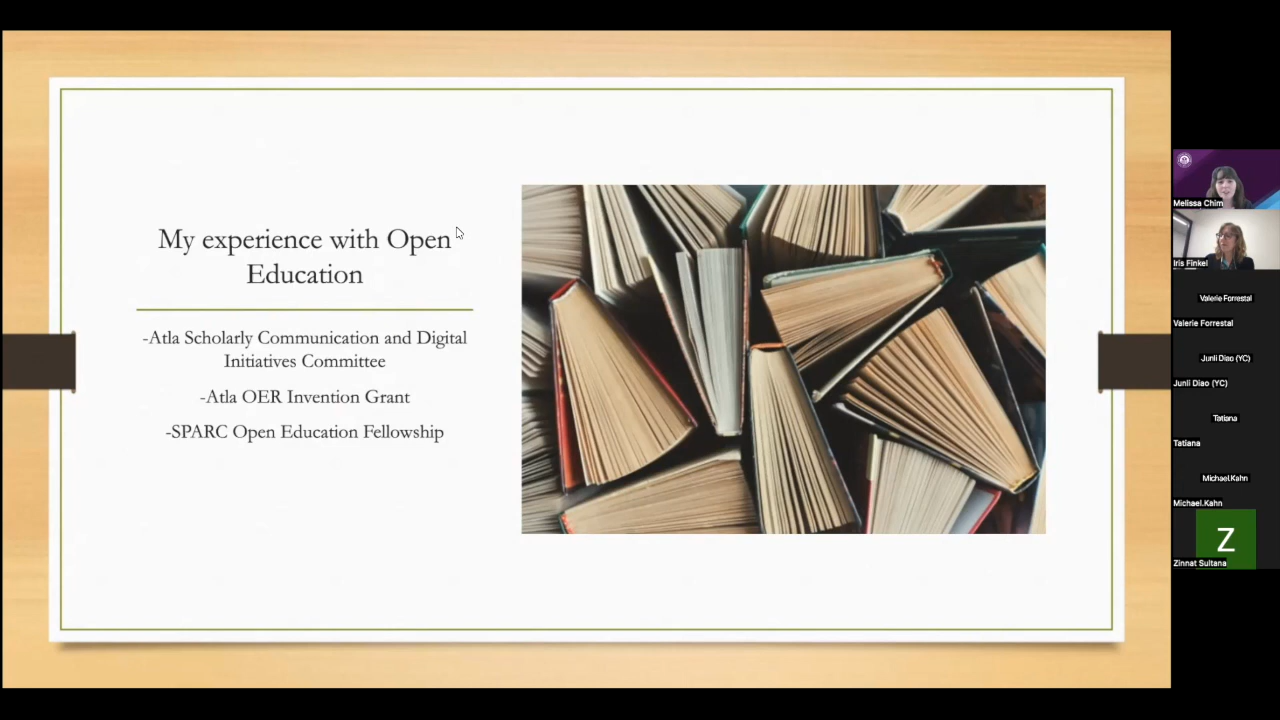 My experience with Open
Education
-Atla Scholarly Communication and Digital
Initiatives Committee
-Atla OER Invention Grant
-SPARC Open Education Fellowship
Melissa Chim
Iris Finkel
Valerie Forrestal
Valerie Forrestal
Junli Diao (YC)
Junli Diao (YC)
Tatiana
Tatiana
Michael.Kahn
Michael.Kahn
Z
Zinnat Sultana